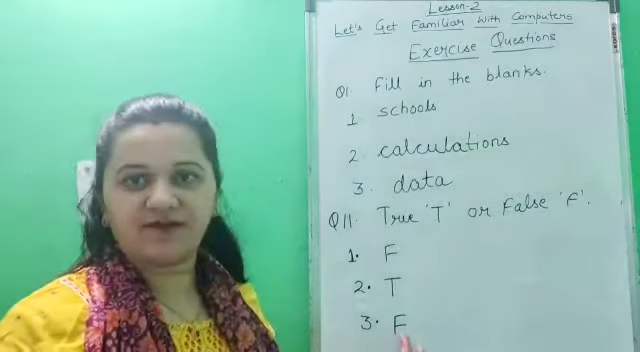 Lesson-2
Let's Get Familiar With Computers
Exercise Questions
Q1. Fill in the blanks.
1. schools
2. calculations
3. data
Q11. True 'T' or False 'F'.
1. F
2. T
3. F